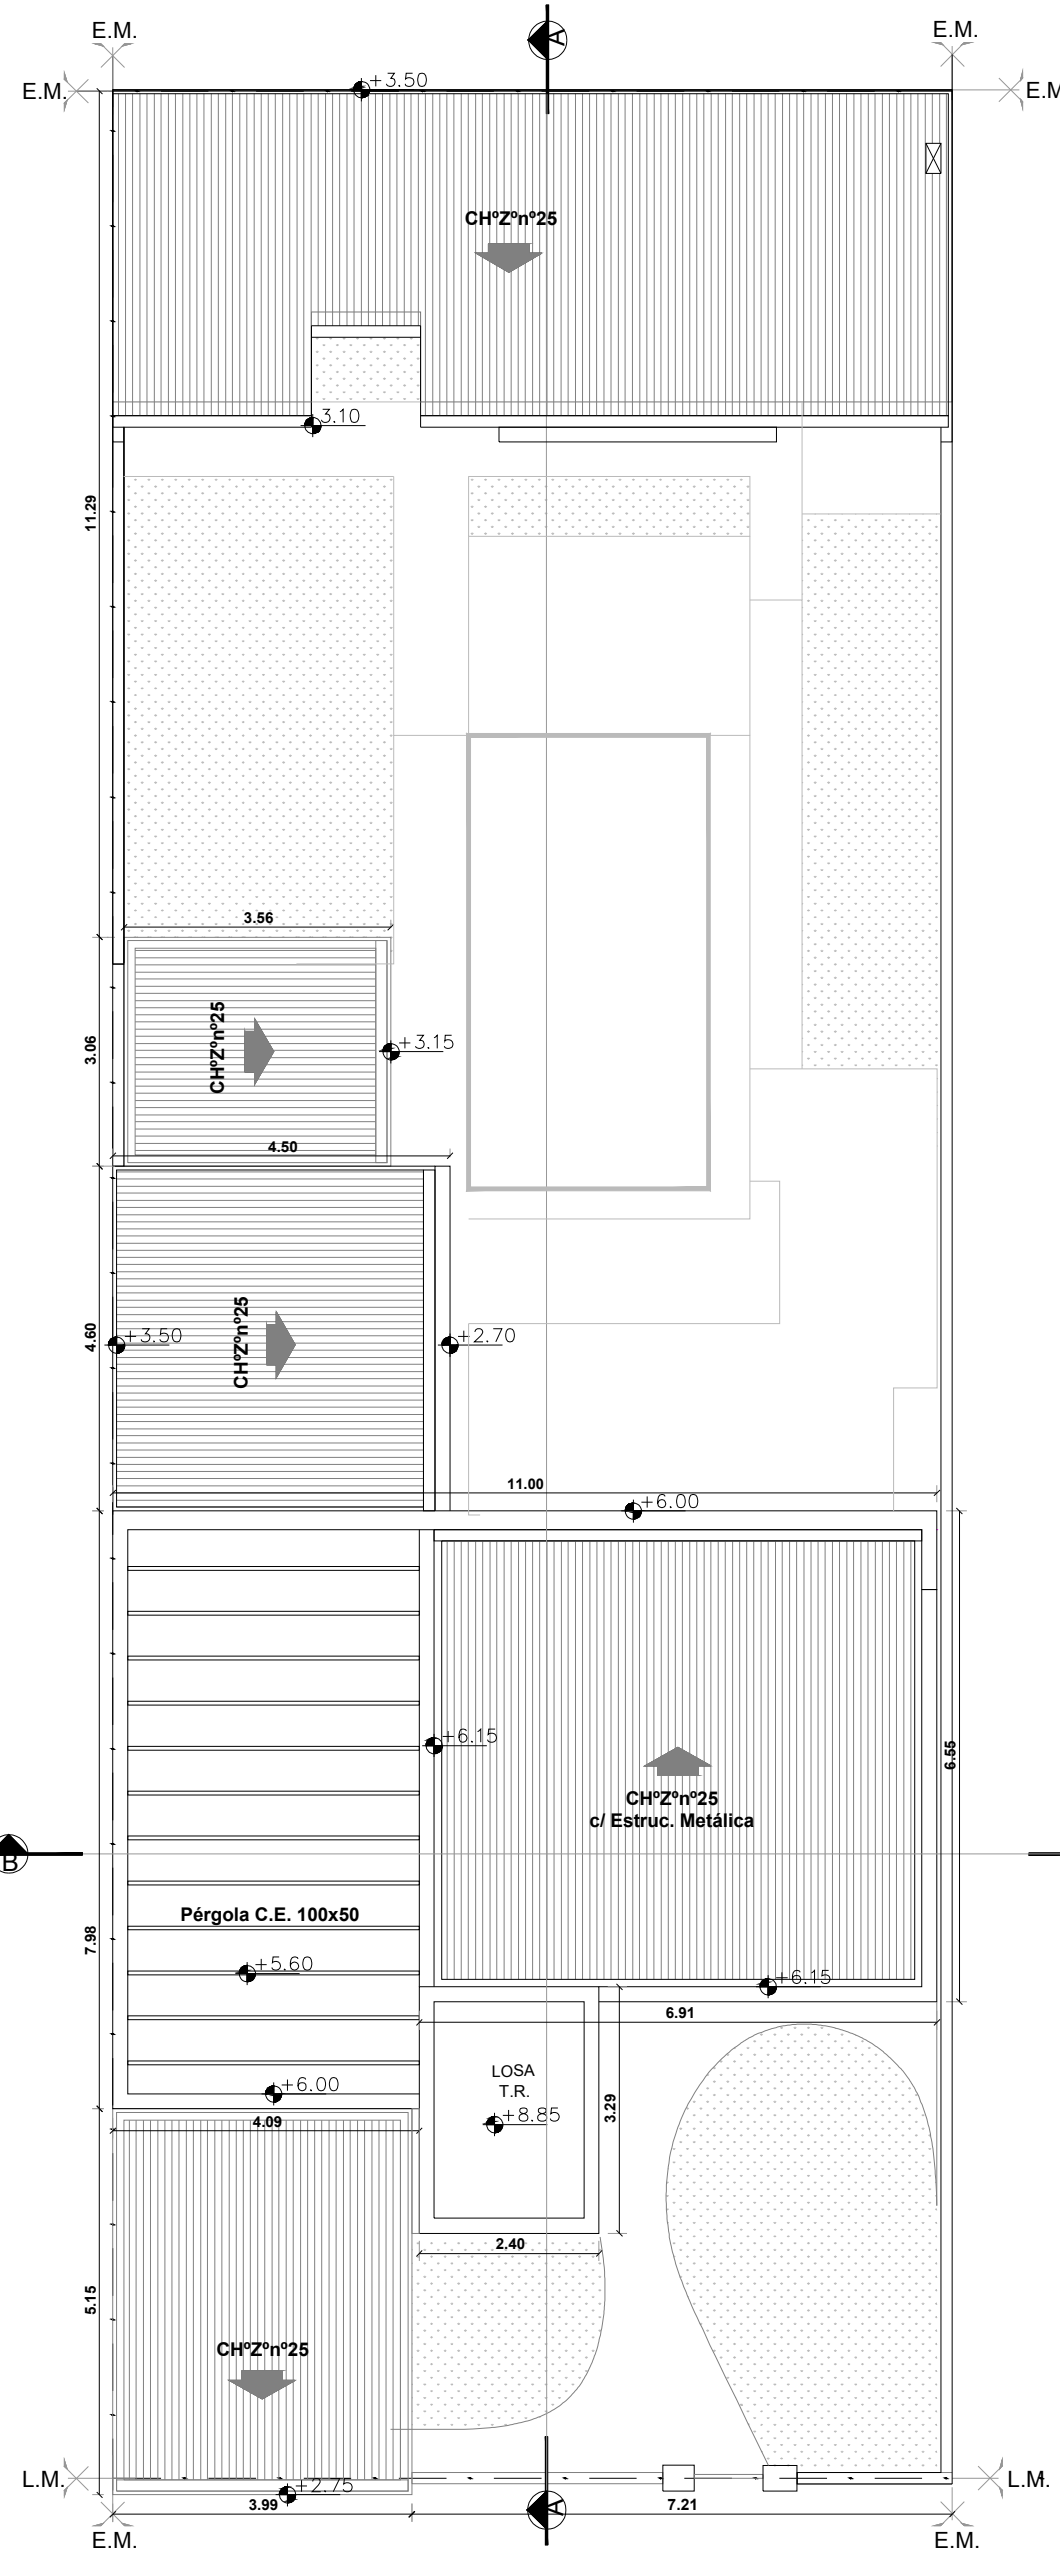 E.M.
A
E.M.
E.M.
+3.50
E.M
CHºZºnº25
3.10
11.29
3.56
3.06
CHºZºnº25
+3.15
4.50
4.60
+3.50
CHºZºnº25
+2.70
11.00
+6.00
+6.15
6.55
CHºZºnº25
c/ Estruc. Metálica
B
Pérgola C.E. 100x50
7.98
+5.60
+6.15
6.91
LOSA
T.R.
+6.00
+8.85
3.29
4.09
2.40
5.15
CHºZºnº25
L.M.
+2.75
L.M.
3.99
A
7.21
E.M.
E.M.